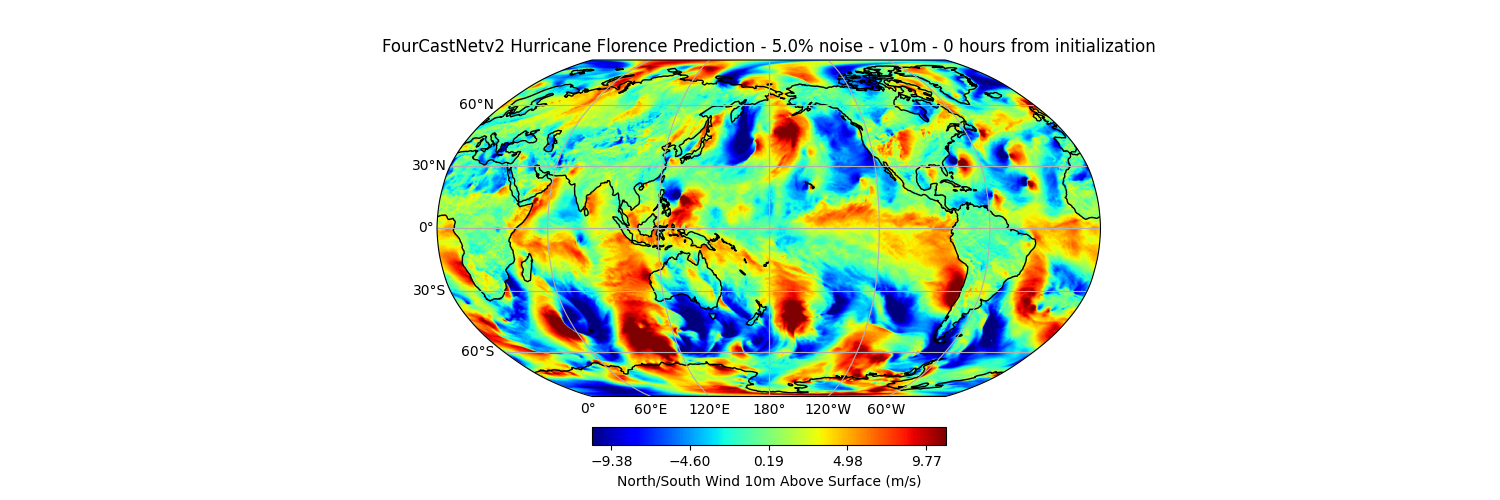 FourCastNetv2 Hurricane Florence Prediction - 5.0% noise - v10m - 0 hours from initialization
60°N
30°N
0°
30°S
60°S
0° 60°E 120°E 180° 120°W 60°W
−9.38 −4.60 0.19 4.98 9.77
North/South Wind 10m Above Surface (m/s)